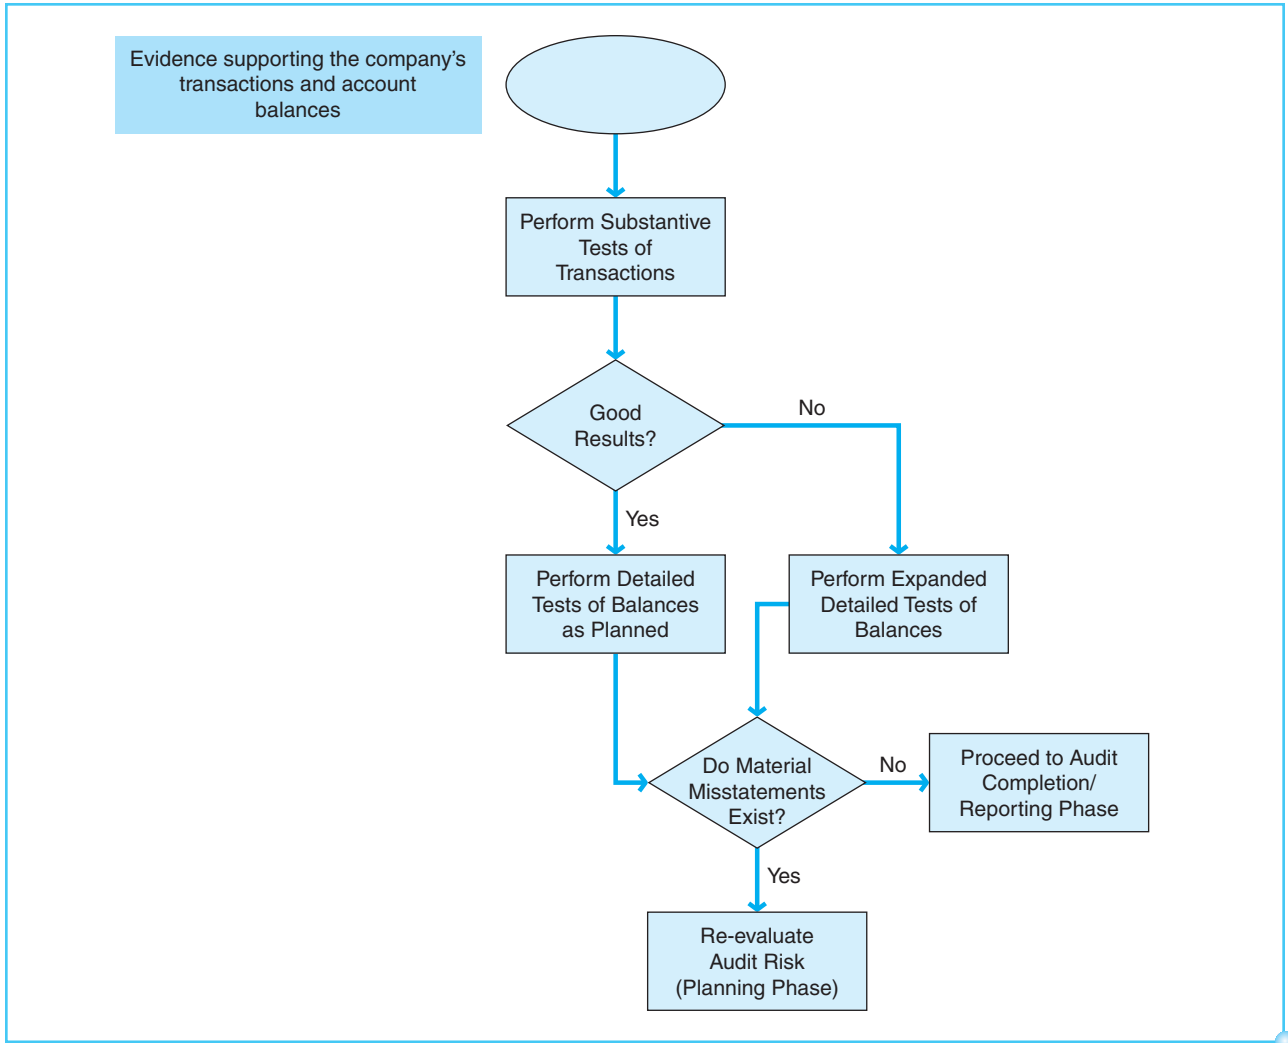 Evidence supporting the company’s
transactions and account
balances
Perform Substantive
Tests of
Transactions
Good
Results?
No
Yes
Perform Detailed
Tests of Balances
as Planned
Perform Expanded
Detailed Tests of
Balances
Do Material
Misstatements
Exist?
No
Proceed to Audit
Completion/
Reporting Phase
Yes
Re-evaluate
Audit Risk
(Planning Phase)